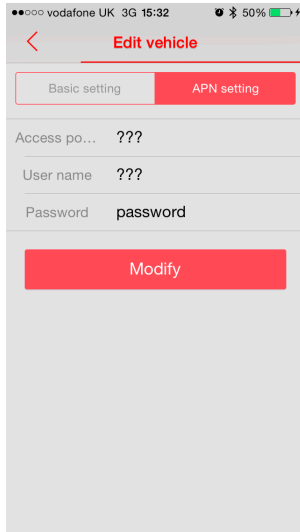 vodafone UK 3G 15:32 50%
Edit vehicle
Basic setting APN setting
Access po... ???
User name ???
Password password
Modify